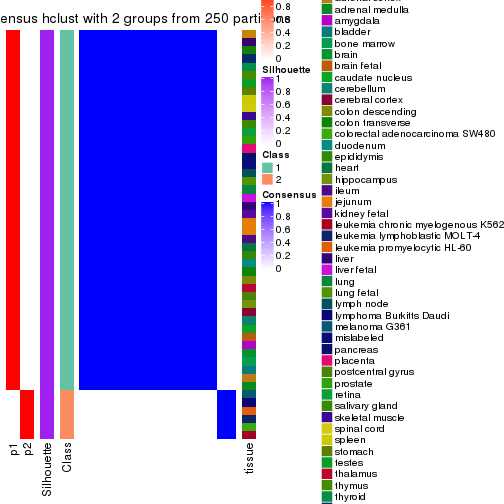 ensus hclust with 2 groups from 250 parti
ons
0.8
0.6
0.4
0.2
0
Silhouette
1
0.8
0.6
0.4
0.2
0
Class
1
2
Consensus
1
0.8
0.6
0.4
0.2
0
adrenal medulla
amygdala
bladder
bone marrow
brain
brain fetal
caudate nucleus
cerebellum
cerebral cortex
colon descending
colon transverse
colorectal adenocarcinoma SW480
duodenum
epididymis
heart
hippocampus
ileum
jejunum
kidney fetal
leukemia chronic myelogenous K562
leukemia lymphoblastic MOLT-4
leukemia promyelocytic HL-60
liver
liver fetal
lung
lung fetal
lymph node
lymphoma Burkitts Daudi
melanoma G361
mislabeled
pancreas
placenta
postcentral gyrus
prostate
retina
salivary gland
skeletal muscle
spinal cord
spleen
stomach
testes
thalamus
thymus
thyroid
p1
p2
Silhouette
Class
tissue